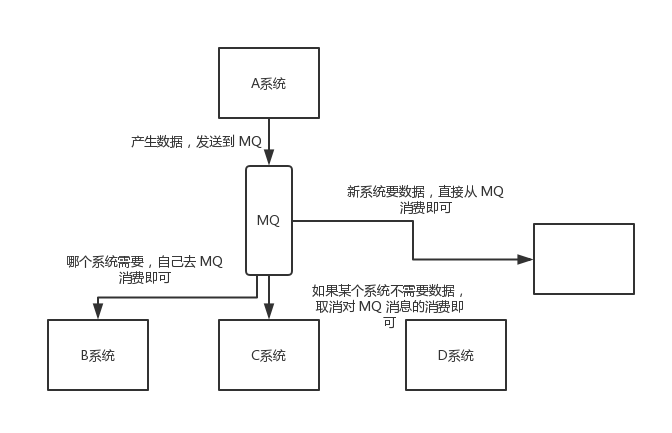 A系统
产生数据，发送到 MQ
MQ
新系统要数据，直接从 MQ
消费即可
哪个系统需要，自己去 MQ
消费即可
如果某个系统不需要数据，
取消对 MQ 消息的消费即
可
B系统
C系统
D系统